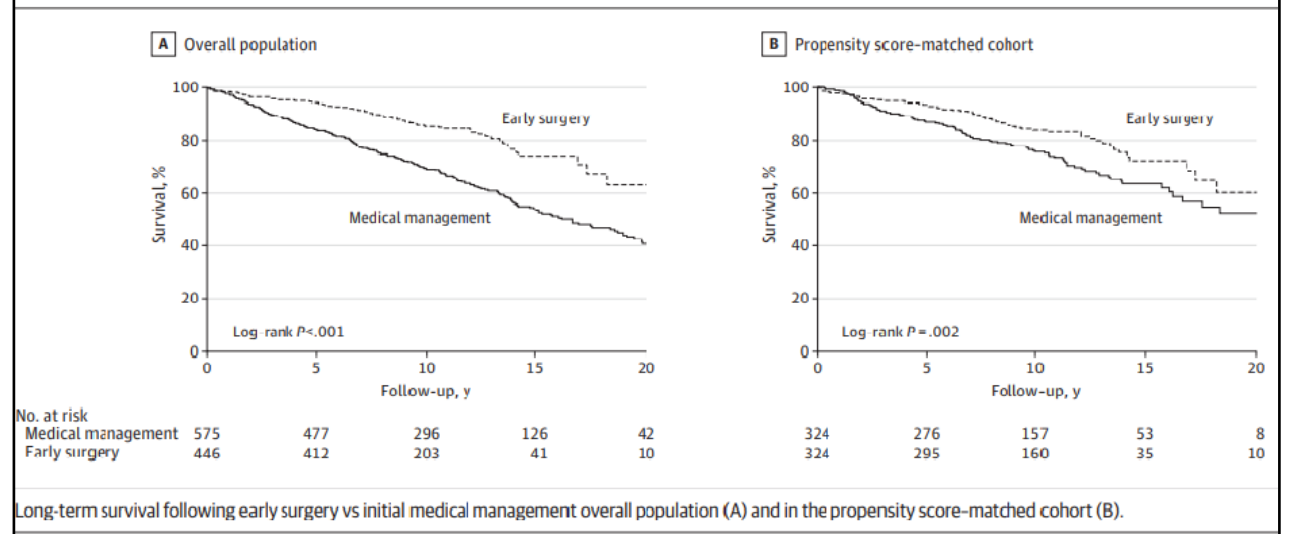 A Overall population
100
80
60
40
20
0
Survival, %
Early surgery
Medical management
Log-rank P<.001
0 5 10 15 20
Follow-up, y
B Propensity score–matched cohort
100
80
60
40
20
0
Survival, %
Early surgery
Medical management
Log-rank P=.002
0 5 10 15 20
Follow-up, y
No. at risk
Medical management 575 477 296 126 42 324 276 157 53 8
Early surgery 446 412 203 41 10 324 295 160 35 10
Long-term survival following early surgery vs initial medical management overall population (A) and in the propensity score–matched cohort (B).